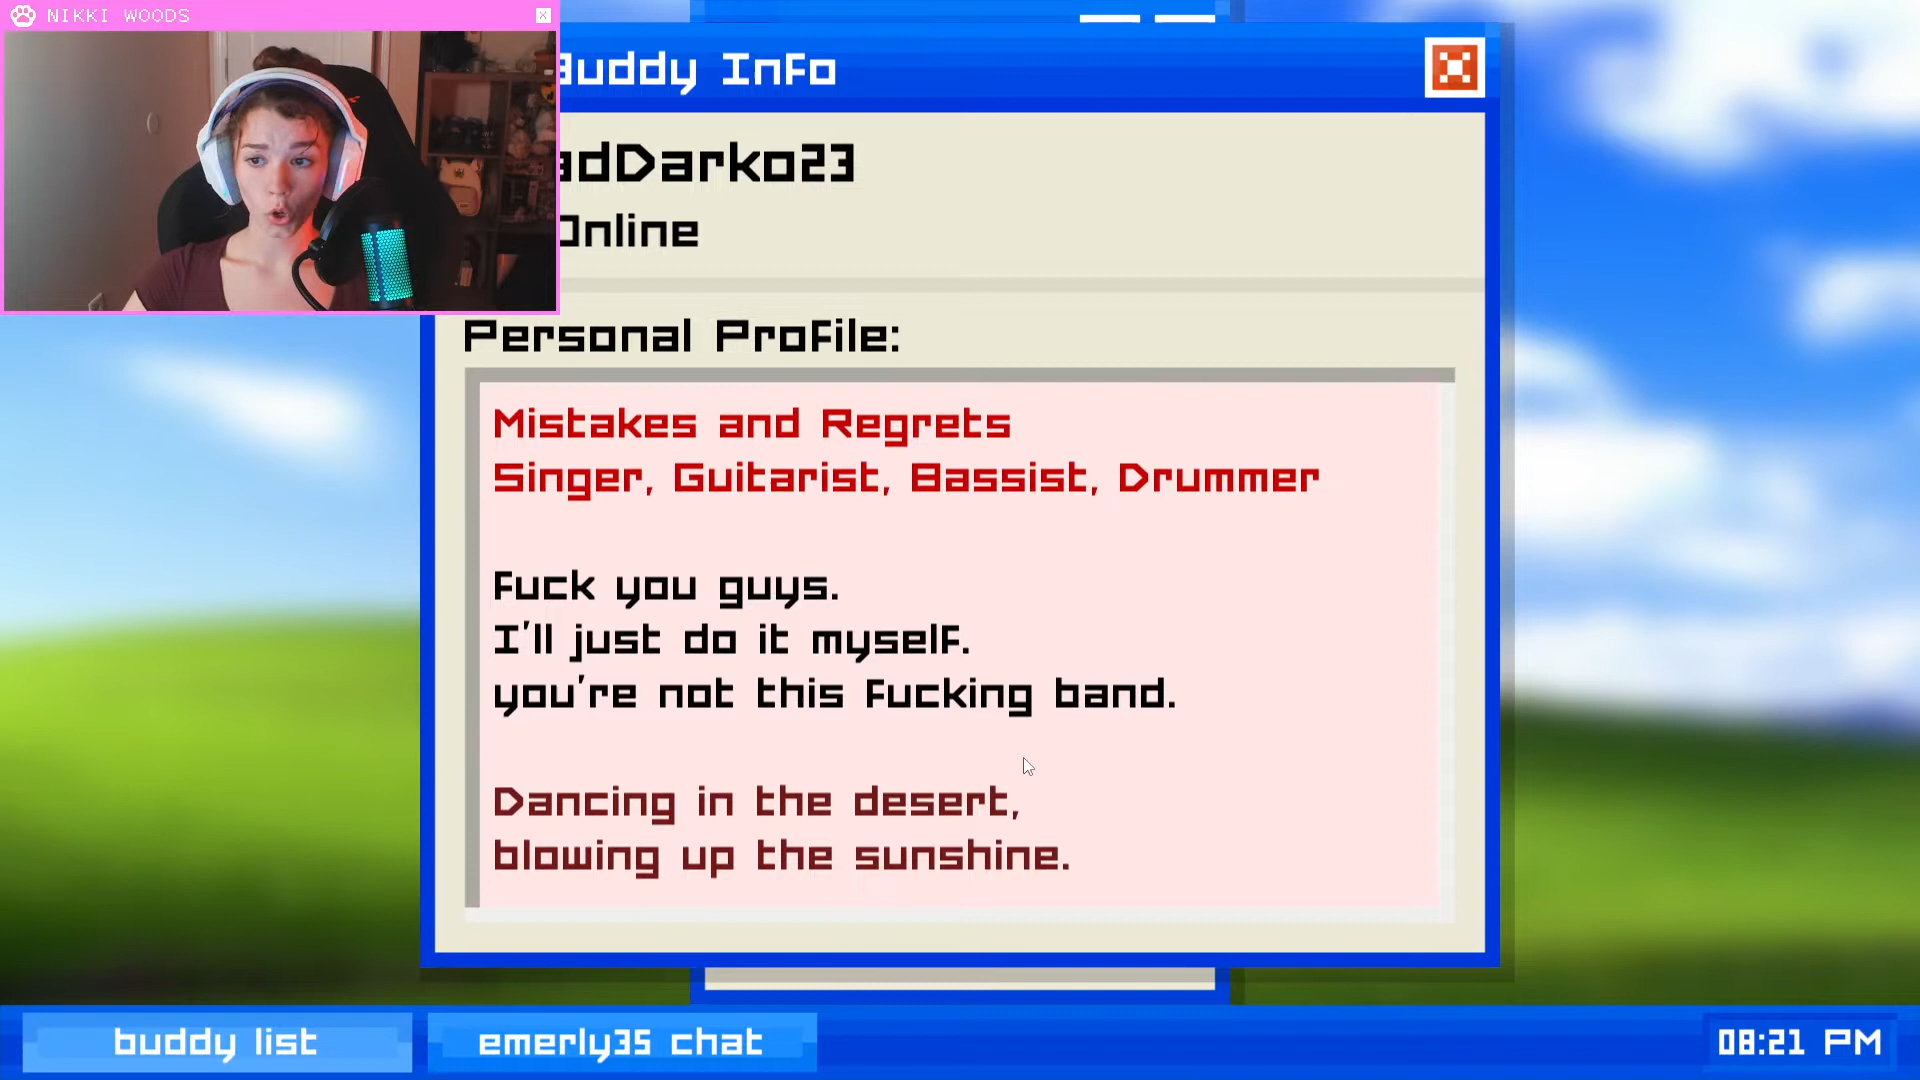 NIKKI WOODS
Buddy Info
adDarko23
Online
Personal Profile:
Mistakes and Regrets
Singer, Guitarist, Bassist, Drummer
Fuck you guys.
I'll just do it myself.
you're not this fucking band.
Dancing in the desert,
blowing up the sunshine.
buddy list
emerly35 chat
08:21 PM